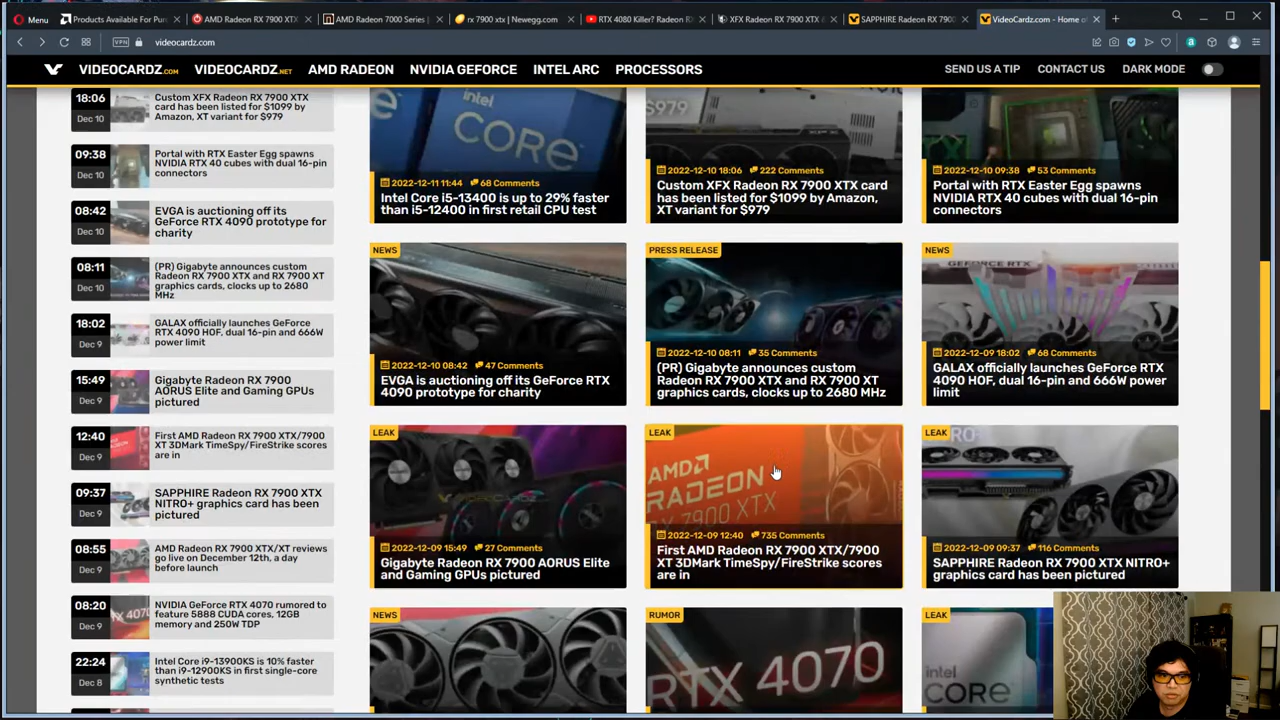 Menu
Products Available For Pur
AMD Radeon RX 7900 XT
AMD Radeon 7000 Series |
rx 7900 xtx | Newegg.com
RTX 4080 Killer? Radeon R
XFX Radeon RX 7900 XTX
SAPPHIRE Radeon RX 790
VideoCardz.com - Home o
VPN
videocardz.com
VIDEOCARDZ.COM
VIDEOCARDZ.NET
AMD RADEON
NVIDIA GEFORCE
INTEL ARC
PROCESSORS
SEND US A TIP
CONTACT US
DARK MODE
18:06
Dec 10
Custom XFX Radeon RX 7900 XTX
card has been listed for $1099 by
Amazon, XT variant for $979
09:38
Dec 10
Portal with RTX Easter Egg spawns
NVIDIA RTX 40 cubes with dual 16-pin
connectors
08:42
Dec 10
EVGA is auctioning off its
GeForce RTX 4090 prototype for
charity
08:11
Dec 10
(PR) Gigabyte announces custom
Radeon RX 7900 XTX and RX 7900 XT
graphics cards, clocks up to 2680
MHz
18:02
Dec 9
GALAX officially launches GeForce
RTX 4090 HOF, dual 16-pin and 666W
power limit
15:49
Dec 9
Gigabyte Radeon RX 7900
AORUS Elite and Gaming GPUs
pictured
12:40
Dec 9
First AMD Radeon RX 7900 XTX/7900
XT 3DMark TimeSpy/FireStrike scores
are in
09:37
Dec 9
SAPPHIRE Radeon RX 7900 XTX
NITRO+ graphics card has been
pictured
08:55
Dec 9
AMD Radeon RX 7900 XTX/XT reviews
go live on December 12th, a day
before launch
08:20
Dec 9
NVIDIA GeForce RTX 4070 rumored to
feature 5888 CUDA cores, 12GB
memory and 250W TDP
22:24
Dec 8
Intel Core i9-13900KS is 10% faster
than i9-12900KS in first single-core
synthetic tests
intel
CORE
2022-12-11 11:44 68 Comments
Intel Core i5-13400 is up to 29% faster
than i5-12400 in first retail CPU test
$979
2022-12-10 18:06 222 Comments
Custom XFX Radeon RX 7900 XTX card
has been listed for $1099 by Amazon,
XT variant for $979
2022-12-10 09:38 53 Comments
Portal with RTX Easter Egg spawns
NVIDIA RTX 40 cubes with dual 16-pin
connectors
NEWS
2022-12-10 08:42 47 Comments
EVGA is auctioning off its GeForce RTX
4090 prototype for charity
PRESS RELEASE
2022-12-10 08:11 35 Comments
(PR) Gigabyte announces custom
Radeon RX 7900 XTX and RX 7900 XT
graphics cards, clocks up to 2680 MHz
NEWS
GEFORCE RTX
2022-12-09 18:02 68 Comments
GALAX officially launches GeForce RTX
4090 HOF, dual 16-pin and 666W power
limit
LEAK
VIDEOCARDZ
2022-12-09 15:49 27 Comments
Gigabyte Radeon RX 7900 AORUS Elite
and Gaming GPUs pictured
LEAK
AMD
RADEON
RX 7900 XTX
2022-12-09 12:40 735 Comments
First AMD Radeon RX 7900 XTX/7900
XT 3DMark TimeSpy/FireStrike scores
are in
LEAK
2022-12-09 09:37 116 Comments
SAPPHIRE Radeon RX 7900 XTX NITRO+
graphics card has been pictured
NEWS
RUMOR
RTX 4070
LEAK
intel
CORE